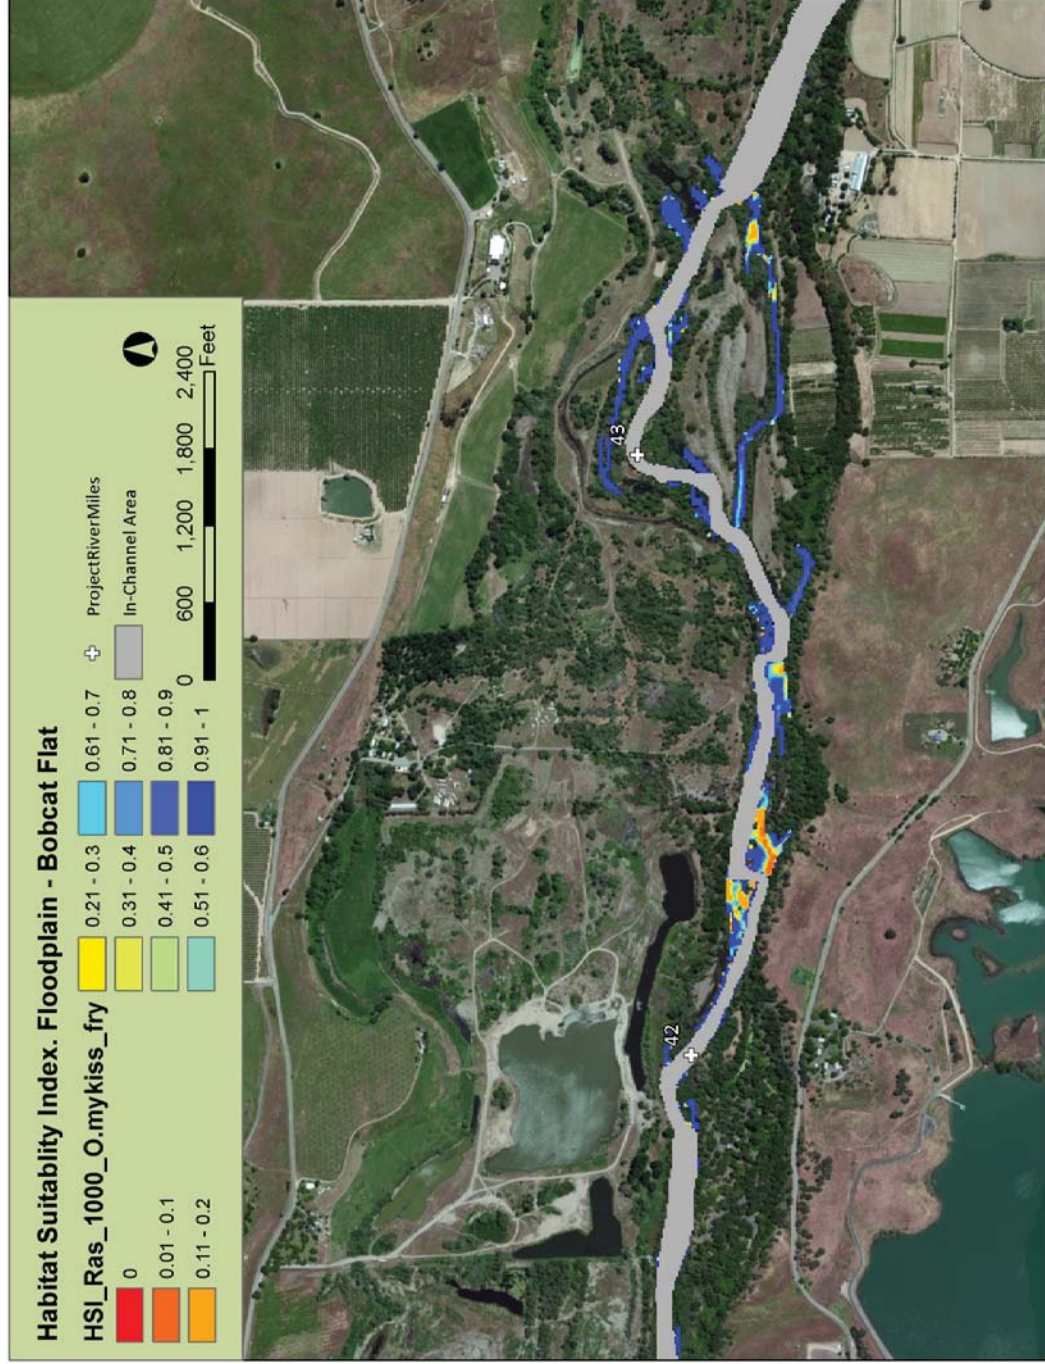 Habitat Suitablity Index. Floodplain - Bobcat Flat
HSI_Ras_1000_O.mykiss_fry
0
0.01 - 0.1
0.11 - 0.2
0.21 - 0.3
0.31 - 0.4
0.41 - 0.5
0.51 - 0.6
0.61 - 0.7
0.71 - 0.8
0.81 - 0.9
0.91 - 1
ProjectRiverMiles
In-Channel Area
0 600 1,200 1,800 2,400
Feet
42
43